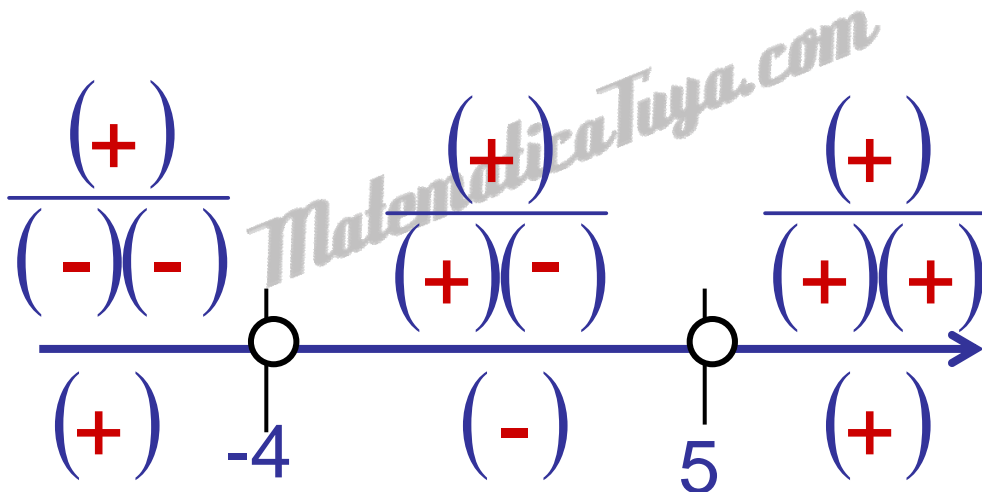 MatematicaTuya.com
(+) (+) (+)
(-)(-) (+)(-) (+)(+)
(+) (-) (+)
-4 5